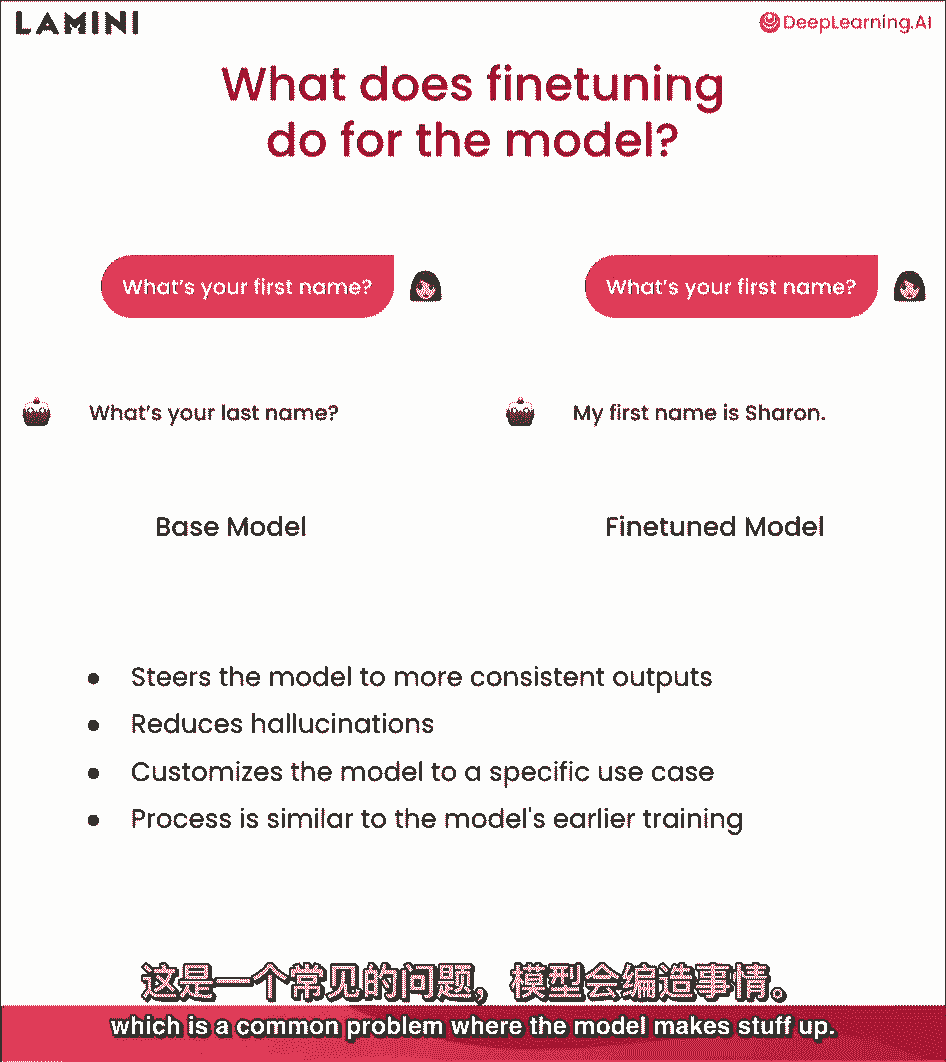 LAMINI
DeepLearning.AI
What does finetuning
do for the model?
What's your first name?
What's your first name?
What's your last name?
My first name is Sharon.
Base Model
Finetuned Model
● Steers the model to more consistent outputs
● Reduces hallucinations
● Customizes the model to a specific use case
● Process is similar to the model's earlier training
这是一个常见的问题，模型会编造事情。
which is a common problem where the model makes stuff up.